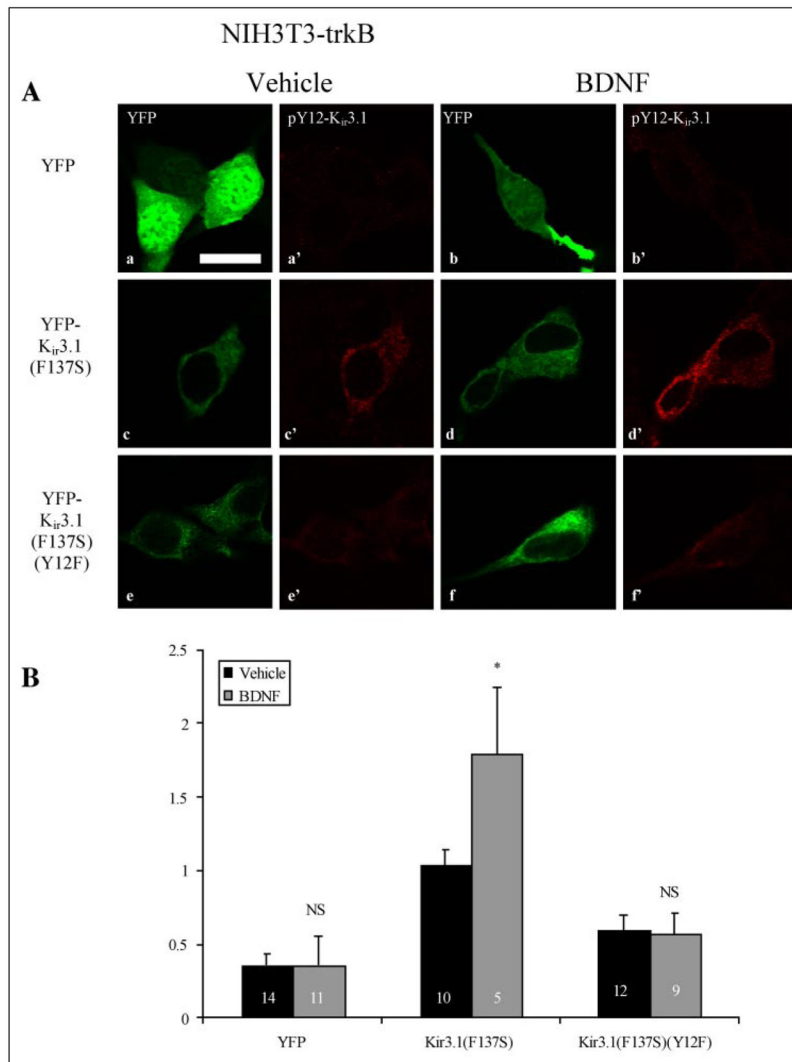 NIH3T3-trkB
Vehicle BDNF
A
YFP pY12-Kir3.1 YFP pY12-Kir3.1
YFP
a a' b b'
YFP-
Kir3.1
(F137S)
c c' d d'
YFP-
Kir3.1
(F137S)
(Y12F)
e e' f f'
B
2.5
Vehicle
BDNF
*
2
1.5
1
NS NS
0.5
14 11 10 5 12 9
0
YFP Kir3.1(F137S) Kir3.1(F137S)(Y12F)